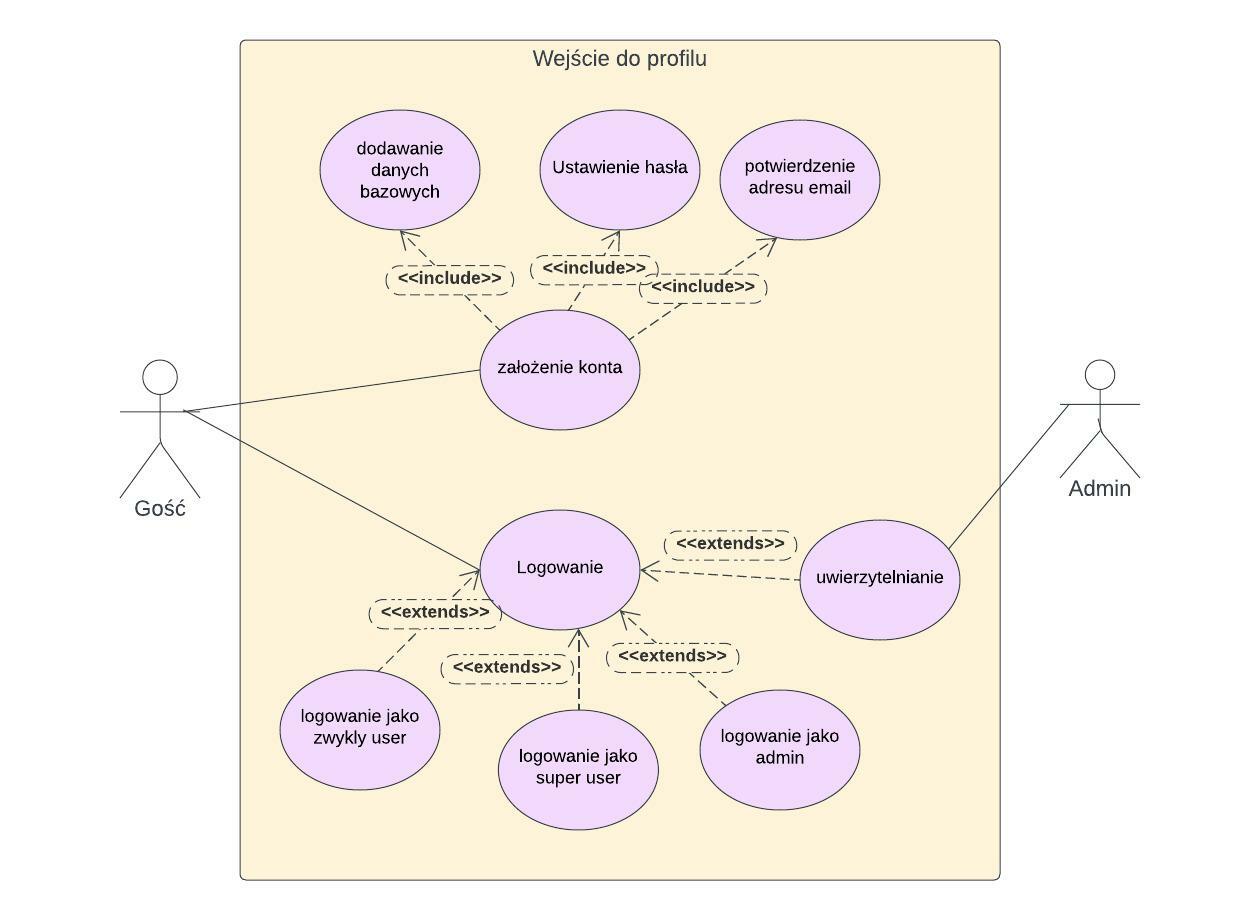 Wejście do profilu
dodawanie
danych
bazowych
Ustawienie hasła
potwierdzenie
adresu email
<<include>>
<<include>>
<<include>>
założenie konta
Gość
Admin
Logowanie
<<extends>>
uwierzytelnianie
<<extends>>
<<extends>>
<<extends>>
logowanie jako
zwykly user
logowanie jako
super user
logowanie jako
admin